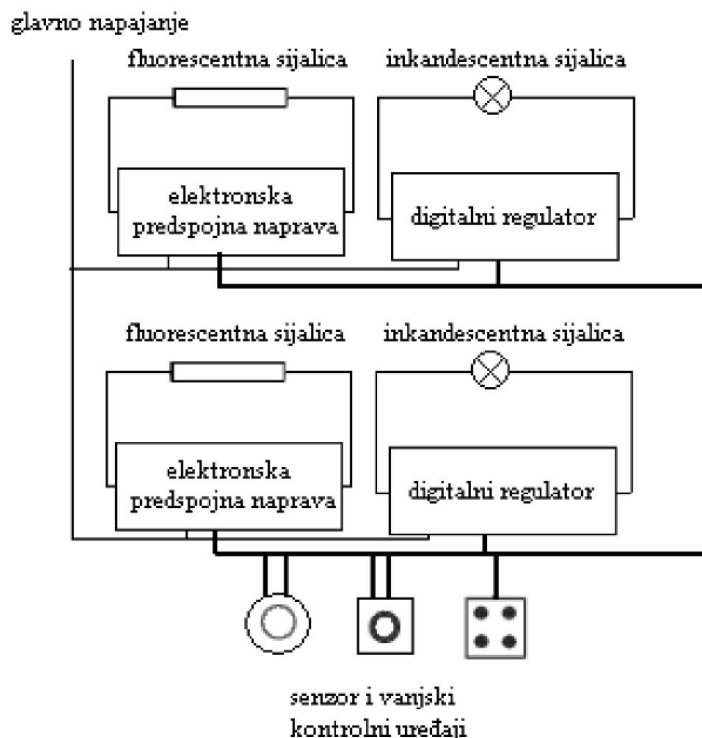 glavno napajanje
fluorescentna sijalica
inkandescentna sijalica
elektronska
predspojna naprava
digitalni regulator
fluorescentna sijalica
inkandescentna sijalica
elektronska
predspojna naprava
digitalni regulator
senzor i vanjski
kontrolni uređaji